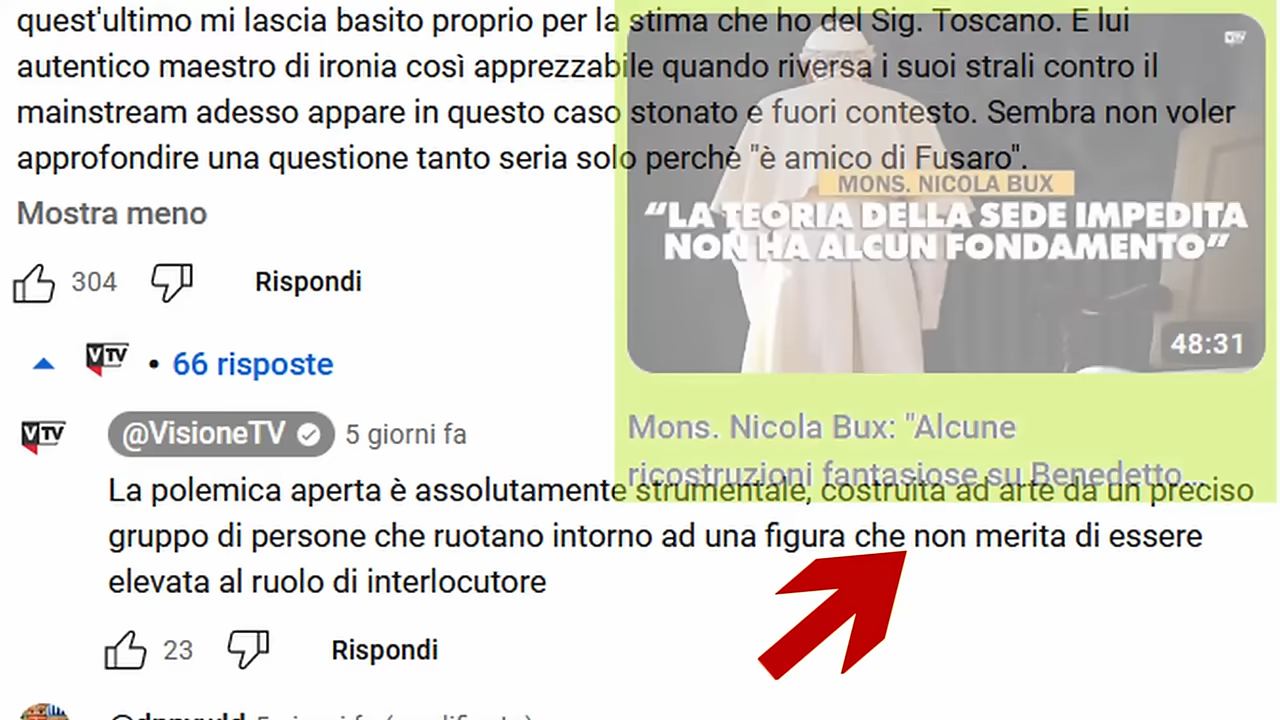 quest'ultimo mi lascia basito proprio per la stima che ho del Sig. Toscano. E lui
autentico maestro di ironia così apprezzabile quando riversa i suoi strali contro il
mainstream adesso appare in questo caso stonato e fuori contesto. Sembra non voler
approfondire una questione tanto seria solo perchè "è amico di Fusaro".
Mostra meno
304 Rispondi
VTV • 66 risposte
VTV @VisioneTV 5 giorni fa
La polemica aperta è assolutamente strumentale, costruita ad arte da un preciso
gruppo di persone che ruotano intorno ad una figura che non merita di essere
elevata al ruolo di interlocutore
23 Rispondi
VTV
MONS. NICOLA BUX
"LA TEORIA DELLA SEDE IMPEDITA
NON HA ALCUN FONDAMENTO"
48:31
Mons. Nicola Bux: "Alcune
ricostruzioni fantasiose su Benedetto...